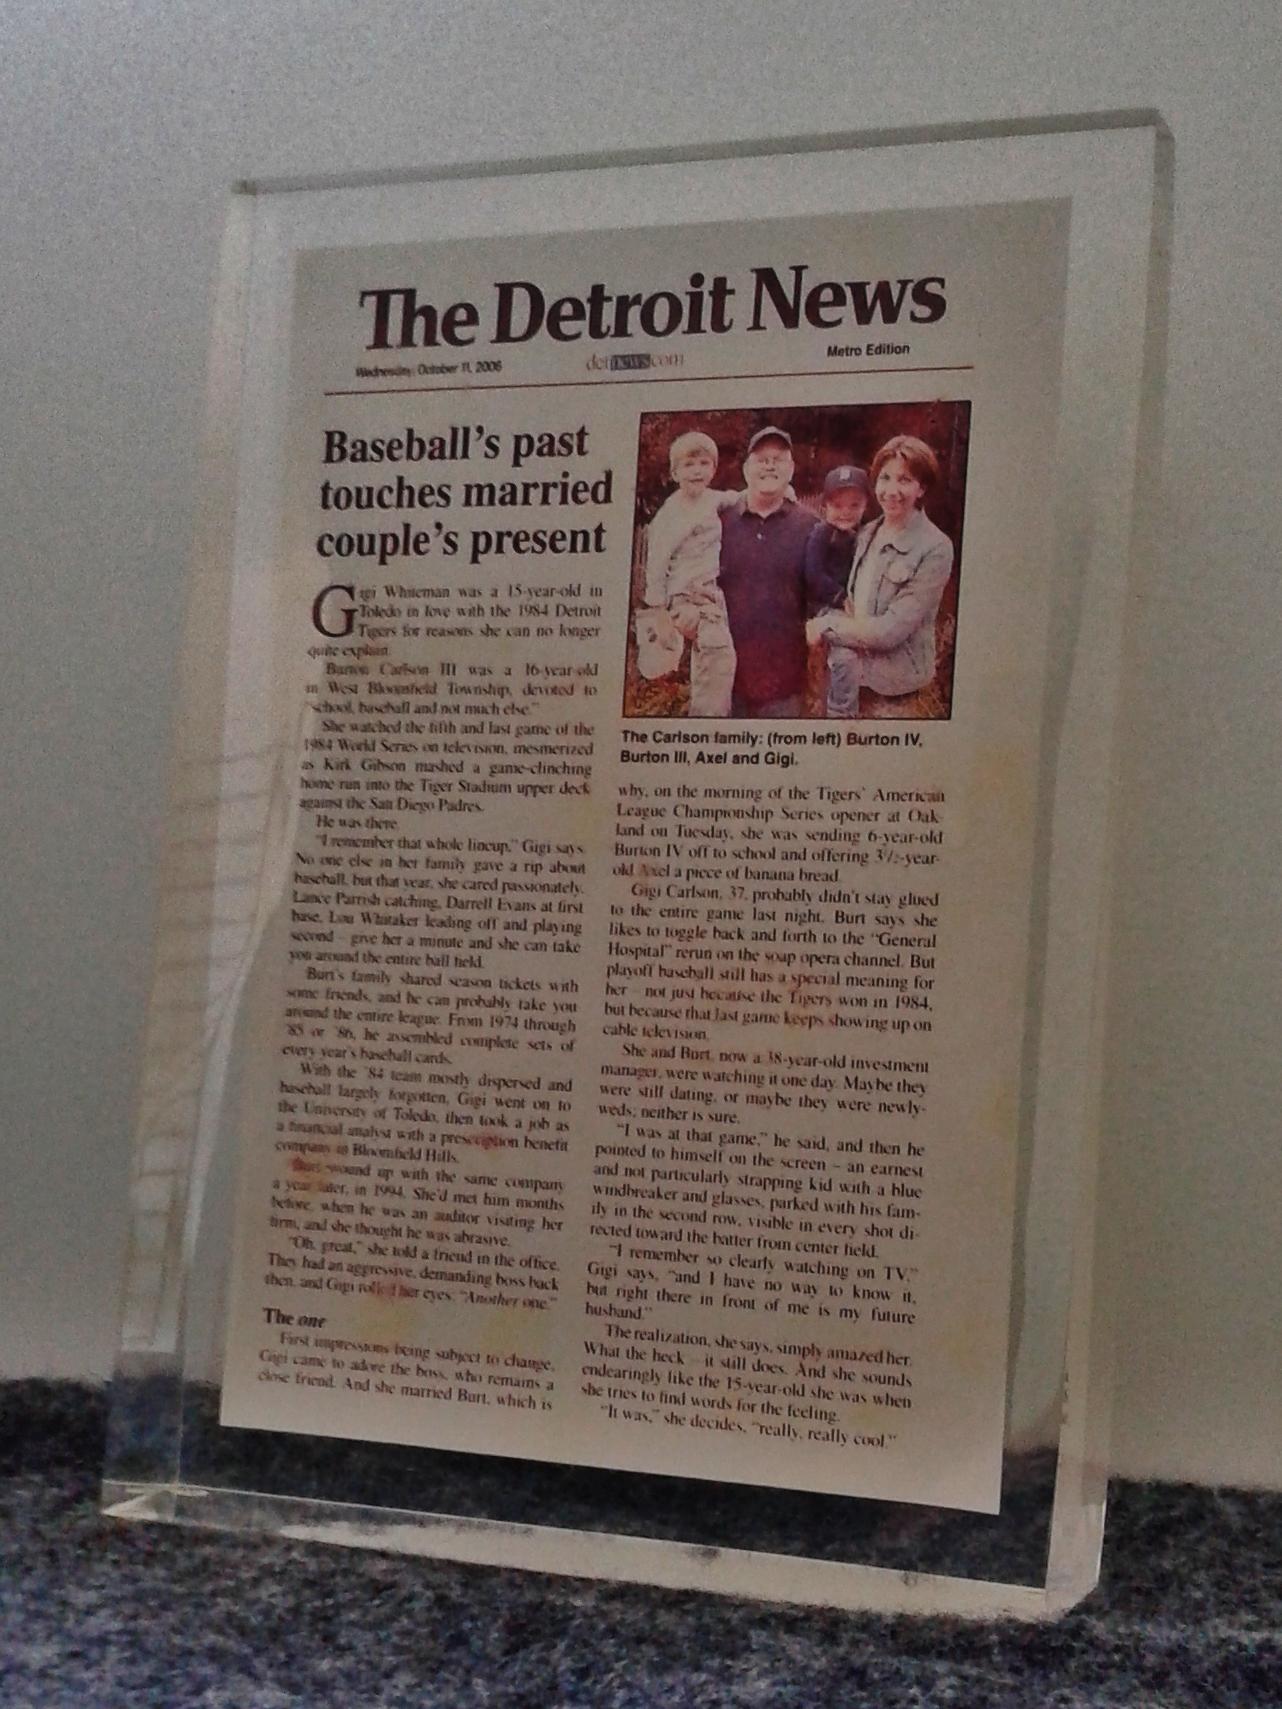 The Detroit News
Wednesday, October 11, 2006
detnews.com
Metro Edition
Baseball's past
touches married
couple's present
Gigi Whiteman was a 15-year-old in
Toledo in love with the 1984 Detroit
Tigers for reasons she can no longer
quite explain.
Burton Carlson III was a 16-year-old
in West Bloomfield Township, devoted to
"school, baseball and not much else."
She watched the fifth and last game of the
1984 World Series on television, mesmerized
as Kirk Gibson mashed a game-clinching
home run into the Tiger Stadium upper deck
against the San Diego Padres.
He was there.
"I remember that whole lineup," Gigi says.
No one else in her family gave a rip about
baseball, but that year, she cared passionately.
Lance Parrish catching, Darrell Evans at first
base, Lou Whitaker leading off and playing
second – give her a minute and she can take
you around the entire ball field.
Burt's family shared season tickets with
some friends, and he can probably take you
around the entire league. From 1974 through
'85 or '86, he assembled complete sets of
every year's baseball cards.
With the '84 team mostly dispersed and
baseball largely forgotten, Gigi went on to
the University of Toledo, then took a job as
a financial analyst with a prescription benefit
company in Bloomfield Hills.
Burt wound up with the same company
a year later, in 1994. She'd met him months
before, when he was an auditor visiting her
firm, and she thought he was abrasive.
"Oh, great," she told a friend in the office.
They had an aggressive, demanding boss back
then, and Gigi rolled her eyes: "Another one."
The one
First impressions being subject to change,
Gigi came to adore the boss, who remains a
close friend. And she married Burt, which is
The Carlson family: (from left) Burton IV,
Burton III, Axel and Gigi.
why, on the morning of the Tigers' American
League Championship Series opener at Oak-
land on Tuesday, she was sending 6-year-old
Burton IV off to school and offering 3½-year-
old Axel a piece of banana bread.
Gigi Carlson, 37, probably didn't stay glued
to the entire game last night. Burt says she
likes to toggle back and forth to the "General
Hospital" rerun on the soap opera channel. But
playoff baseball still has a special meaning for
her – not just because the Tigers won in 1984,
but because that last game keeps showing up on
cable television.
She and Burt, now a 38-year-old investment
manager, were watching it one day. Maybe they
were still dating, or maybe they were newly-
weds; neither is sure.
"I was at that game," he said, and then he
pointed to himself on the screen – an earnest
and not particularly strapping kid with a blue
windbreaker and glasses, parked with his fam-
ily in the second row, visible in every shot di-
rected toward the batter from center field.
"I remember so clearly watching on TV,"
Gigi says, "and I have no way to know it,
but right there in front of me is my future
husband."
The realization, she says, simply amazed her.
What the heck – it still does. And she sounds
endearingly like the 15-year-old she was when
she tries to find words for the feeling.
"It was," she decides, "really, really cool."